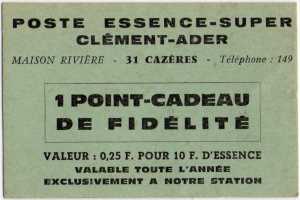 POSTE ESSENCE-SUPER
CLÉMENT-ADER
MAISON RIVIÈRE - 31 CAZÈRES - Téléphone : 149
1 POINT-CADEAU
DE FIDÉLITÉ
VALEUR : 0,25 F. POUR 10 F. D'ESSENCE
VALABLE TOUTE L'ANNÉE
EXCLUSIVEMENT A NOTRE STATION